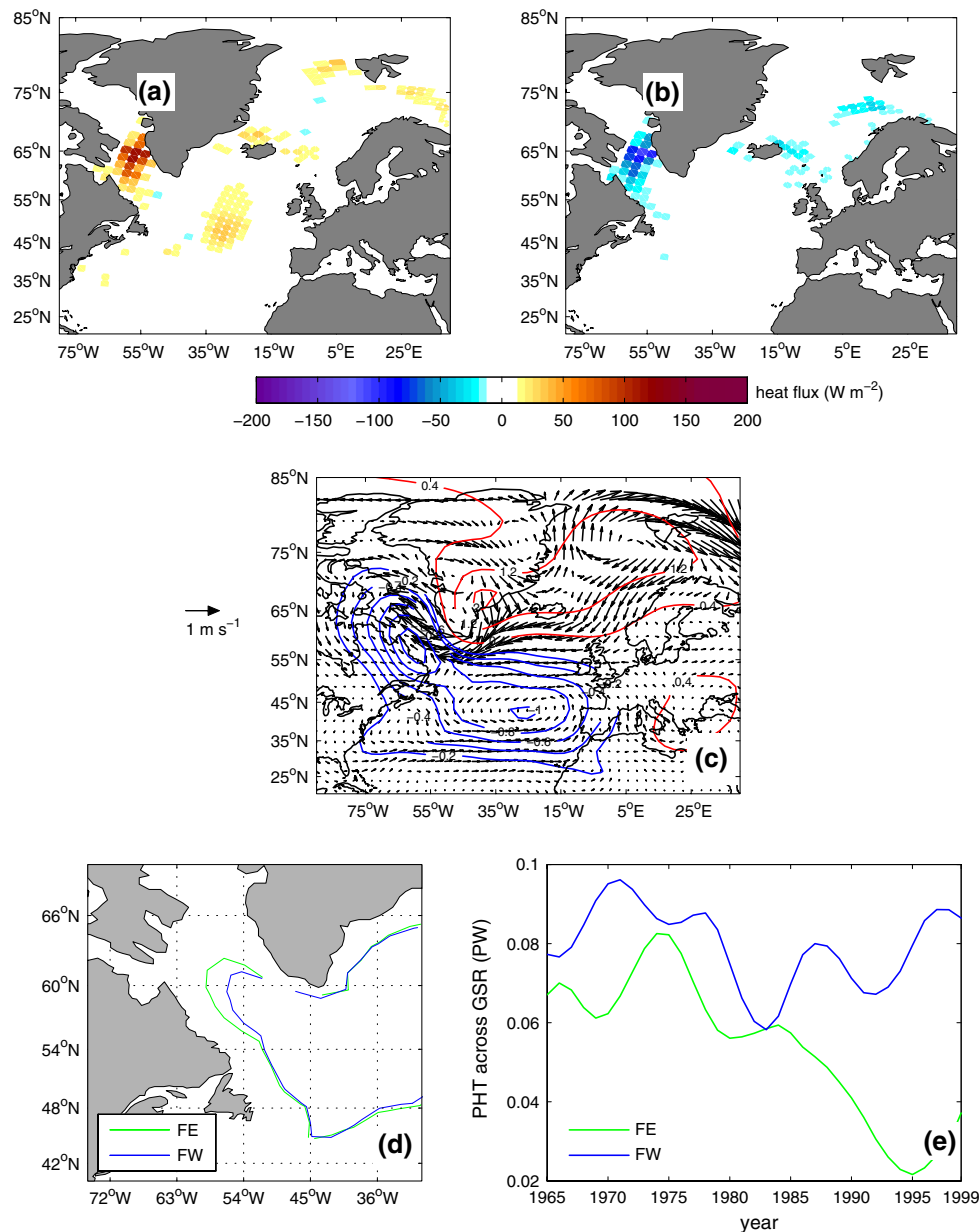 85°N
75°N
65°N
55°N
45°N
35°N
25°N
75°W 55°W 35°W 15°W 5°E 25°E
(a)
85°N
75°N
65°N
55°N
45°N
35°N
25°N
75°W 55°W 35°W 15°W 5°E 25°E
(b)
−200 −150 −100 −50 0 50 100 150 200
heat flux (W m⁻²)
85°N
75°N
65°N
55°N
45°N
35°N
25°N
75°W 55°W 35°W 15°W 5°E 25°E
1 m s⁻¹
0.4
1.2
1.2
0.4
0.4
−0.2
−0.4
−1
−0.8
−0.6
−0.2
(c)
66°N
60°N
54°N
48°N
42°N
72°W 63°W 54°W 45°W 36°W
FE
FW
(d)
PHT across GSR (PW)
0.1
0.08
0.06
0.04
0.02
1965 1970 1975 1980 1985 1990 1995 1999
year
FE
FW
(e)